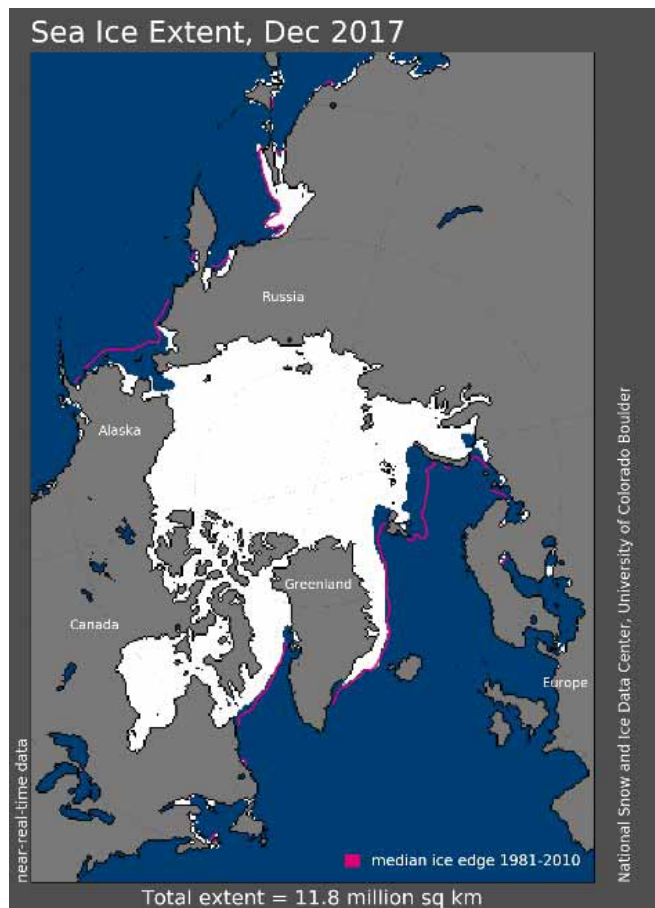 Sea Ice Extent, Dec 2017
Russia
Alaska
Greenland
Canada
Europe
near-real-time data
National Snow and Ice Data Center, University of Colorado Boulder
median ice edge 1981-2010
Total extent = 11.8 million sq km